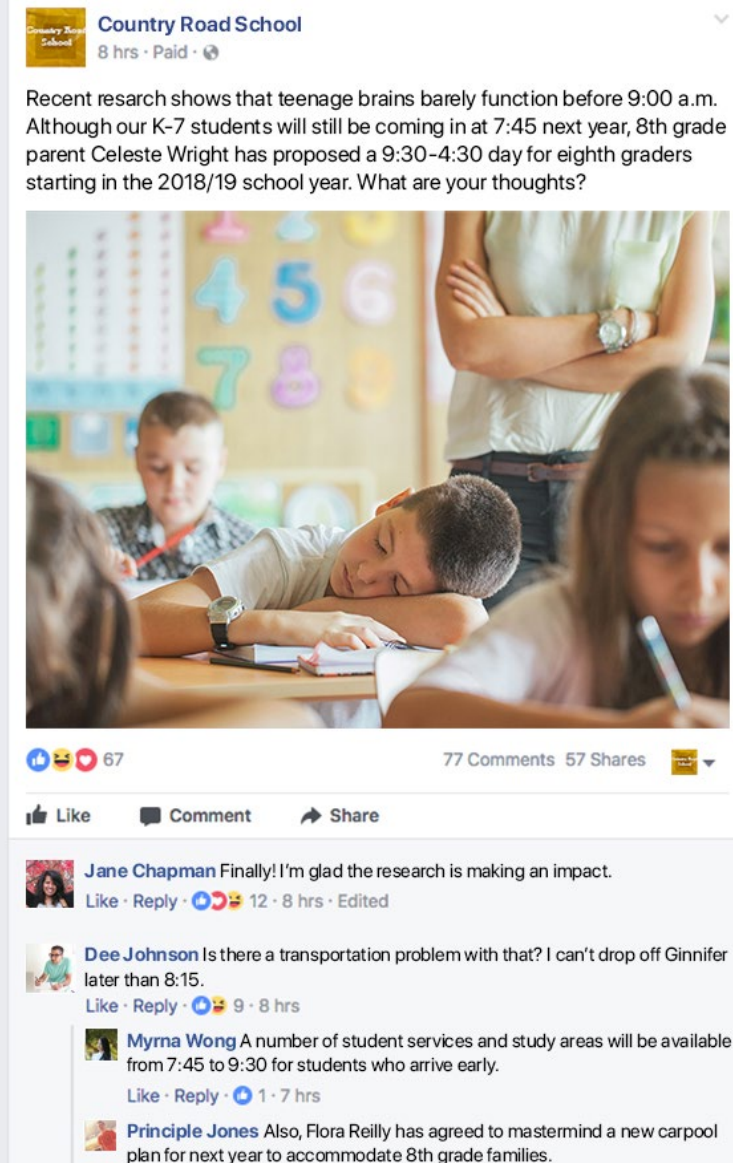 Country Road School
Country Road
School
8 hrs · Paid ·
Recent resarch shows that teenage brains barely function before 9:00 a.m.
Although our K-7 students will still be coming in at 7:45 next year, 8th grade
parent Celeste Wright has proposed a 9:30-4:30 day for eighth graders
starting in the 2018/19 school year. What are your thoughts?
1 2 3
4 5 6
7 8 9
67
77 Comments 57 Shares
Like Comment Share
Jane Chapman Finally! I'm glad the research is making an impact.
Like · Reply · 12 · 8 hrs · Edited
Dee Johnson Is there a transportation problem with that? I can't drop off Ginnifer
later than 8:15.
Like · Reply · 9 · 8 hrs
Myrna Wong A number of student services and study areas will be available
from 7:45 to 9:30 for students who arrive early.
Like · Reply · 1 · 7 hrs
Principle Jones Also, Flora Reilly has agreed to mastermind a new carpool
plan for next year to accommodate 8th grade families.